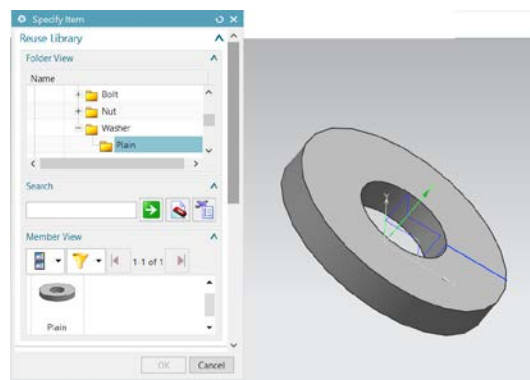 Specify Item
Reuse Library
Folder View
Name
Bolt
Nut
Washer
Plain
Search
Member View
1-1 of 1
Plain
OK
Cancel